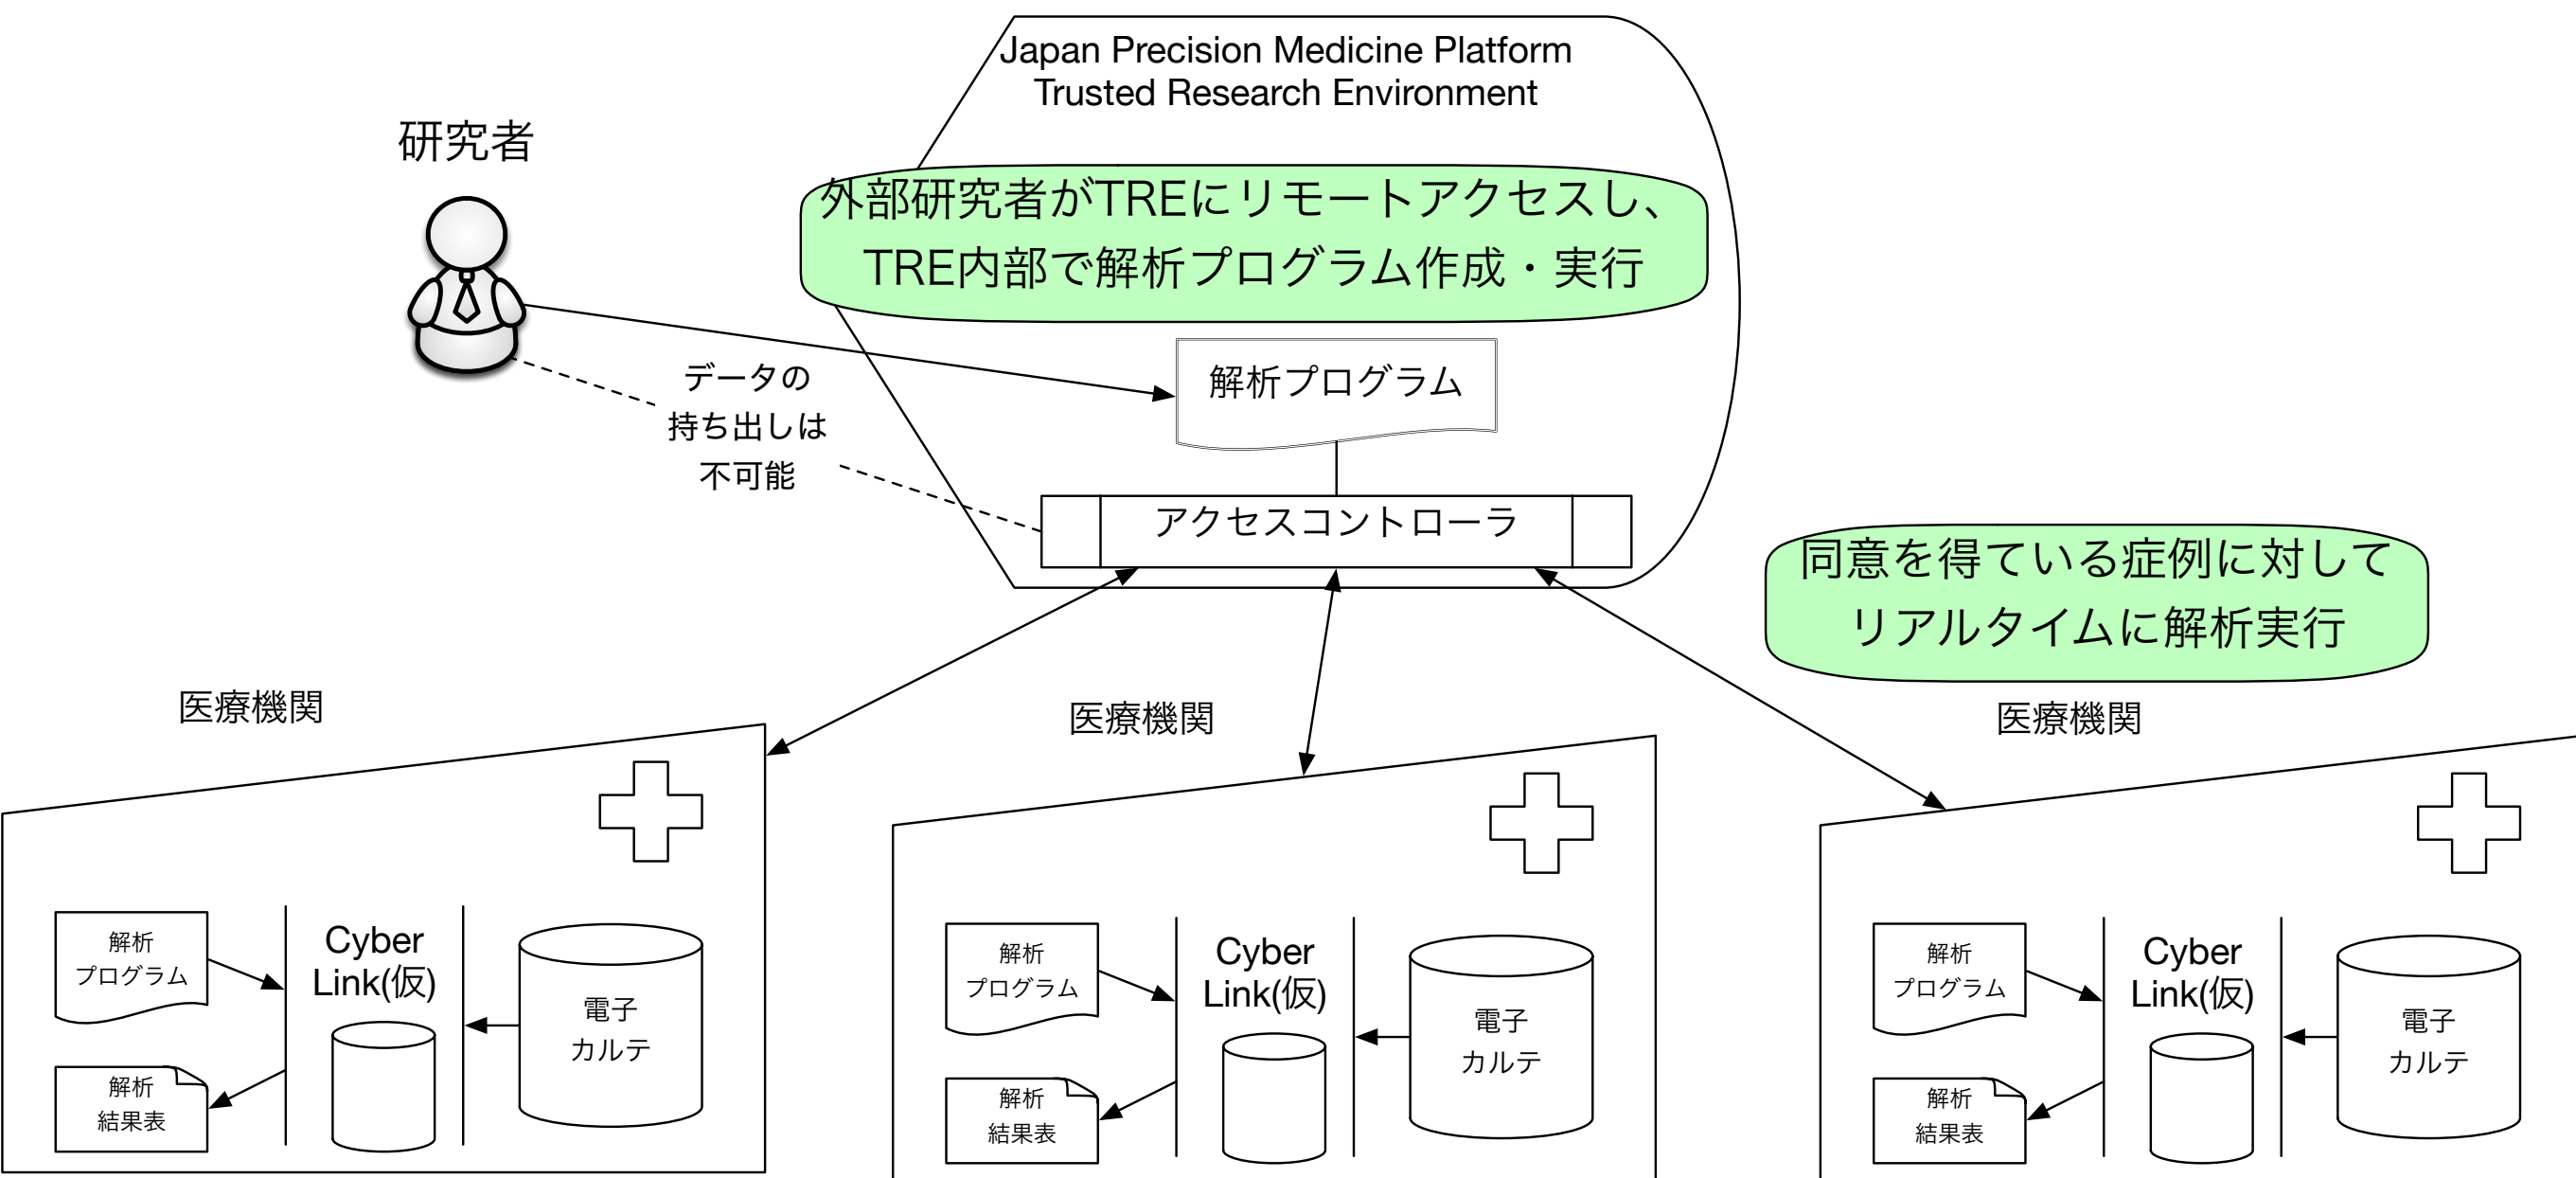 Japan Precision Medicine Platform
Trusted Research Environment
研究者
外部研究者がTREにリモートアクセスし、
TRE内部で解析プログラム作成・実行
データの
持ち出しは
不可能
解析プログラム
アクセスコントローラ
同意を得ている症例に対して
リアルタイムに解析実行
医療機関
医療機関
医療機関
解析
プログラム
Cyber
Link(仮)
電子
カルテ
解析
結果表
解析
プログラム
Cyber
Link(仮)
電子
カルテ
解析
結果表
解析
プログラム
Cyber
Link(仮)
電子
カルテ
解析
結果表